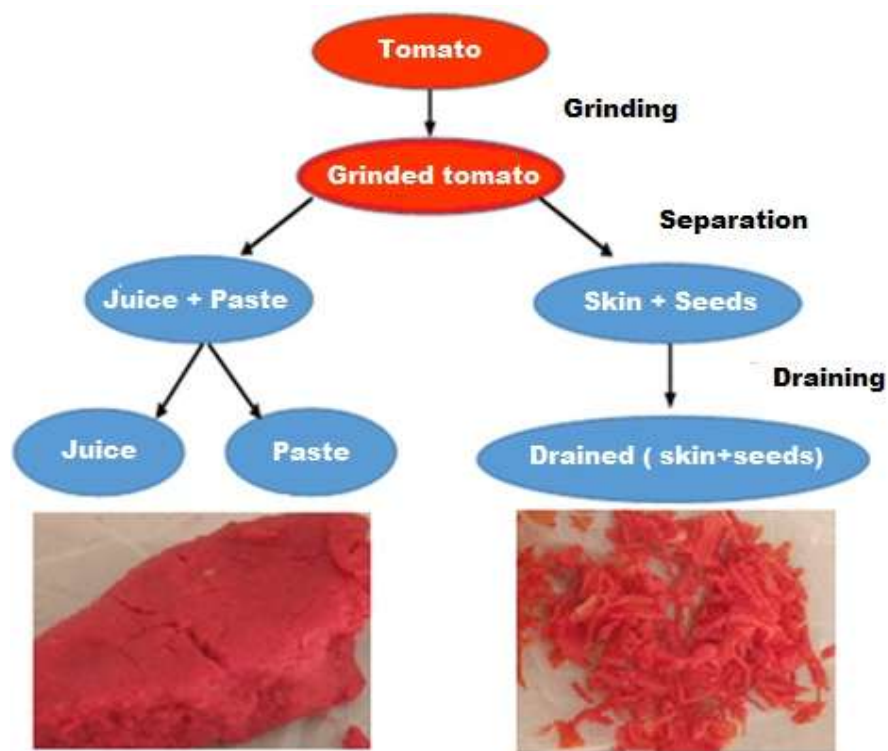 Tomato
Grinding
Grinded tomato
Separation
Juice + Paste
Skin + Seeds
Draining
Juice
Paste
Drained ( skin+seeds)